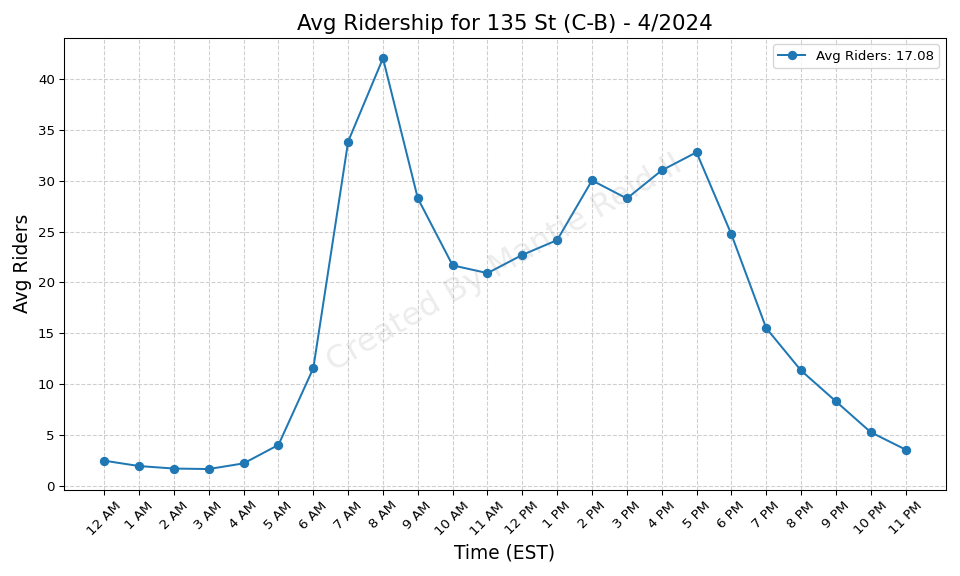 Avg Ridership for 135 St (C-B) - 4/2024
Avg Riders: 17.08
Avg Riders
40
35
30
25
20
15
10
5
0
Created By Mantle
12 AM
1 AM
2 AM
3 AM
4 AM
5 AM
6 AM
7 AM
8 AM
9 AM
10 AM
11 AM
12 PM
1 PM
2 PM
3 PM
4 PM
5 PM
6 PM
7 PM
8 PM
9 PM
10 PM
11 PM
Time (EST)